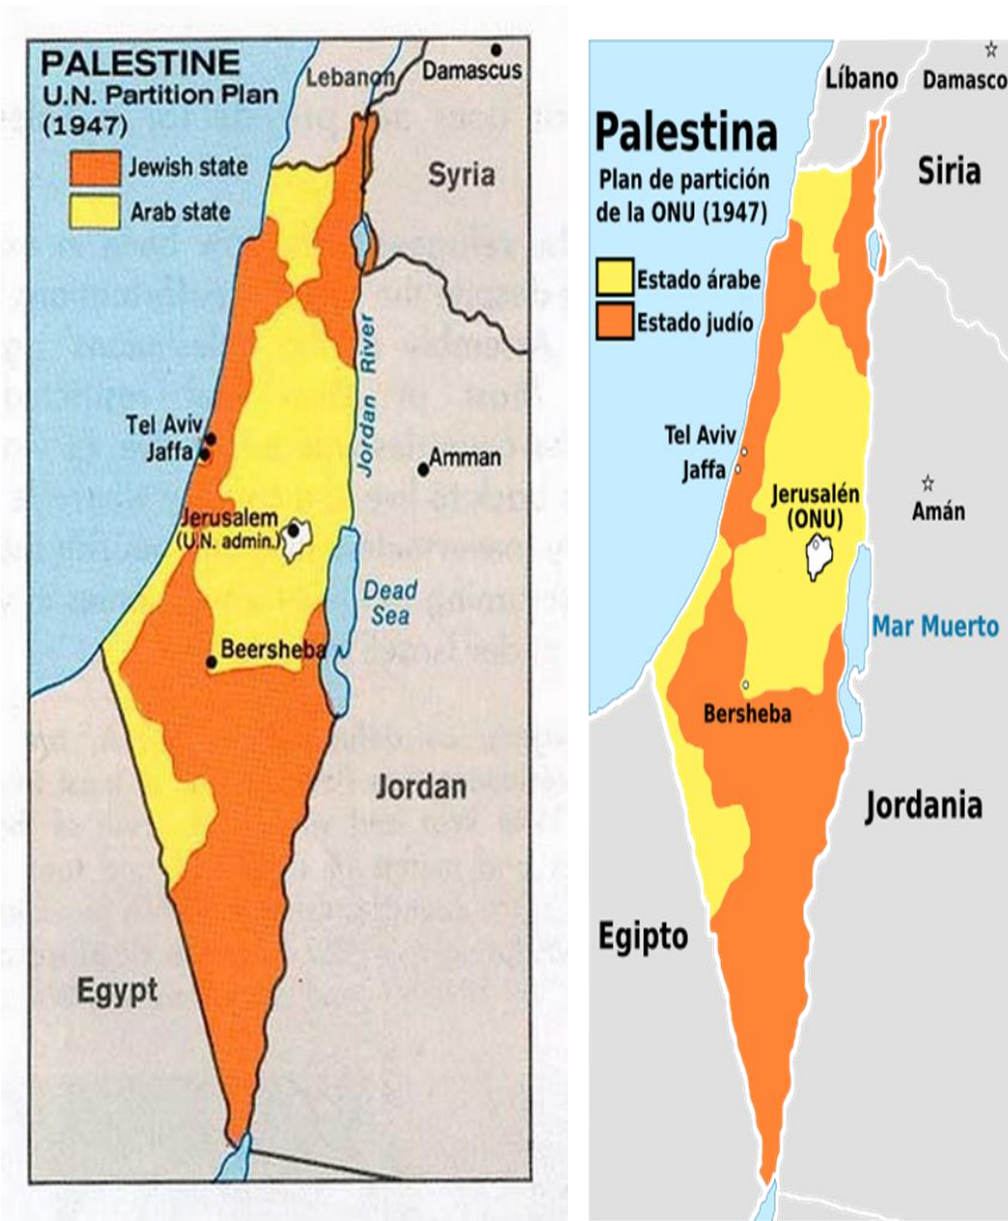 PALESTINE
U.N. Partition Plan
(1947)
Jewish state
Arab state
Lebanon
Damascus
Syria
Jordan River
Tel Aviv
Jaffa
Amman
Jerusalem
(U.N. admin.)
Dead
Sea
Beersheba
Jordan
Egypt
Líbano
Damasco
Palestina
Plan de partición
de la ONU (1947)
Siria
Estado árabe
Estado judío
Tel Aviv
Jaffa
Jerusalén
(ONU)
Amán
Mar Muerto
Bersheba
Jordania
Egipto